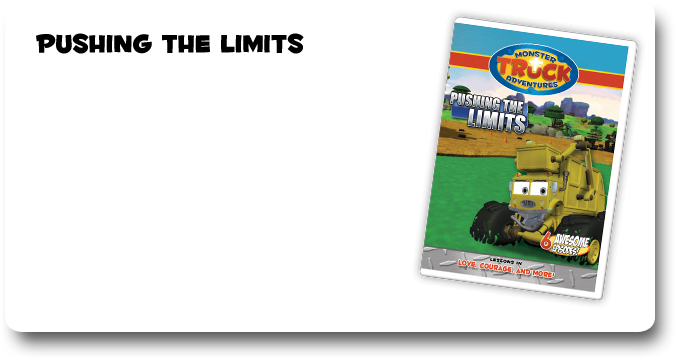 PUSHING THE LIMITS
MONSTER
TRUCK
ADVENTURES
PUSHING THE
LIMITS
6 AWESOME
EPISODES!
LESSONS IN
LOVE, COURAGE, AND MORE!